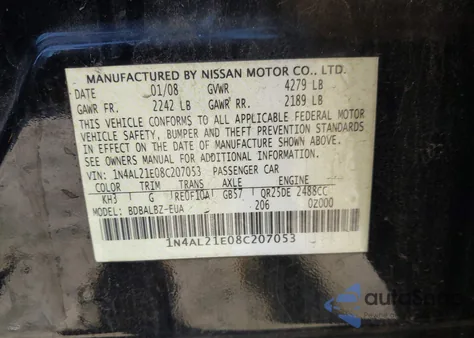 MANUFACTURED BY NISSAN MOTOR CO., LTD.
DATE 01/08 GVWR 4279 LB
GAWR FR. 2242 LB GAWR RR. 2189 LB
THIS VEHICLE CONFORMS TO ALL APPLICABLE FEDERAL MOTOR
VEHICLE SAFETY, BUMPER AND THEFT PREVENTION STANDARDS
IN EFFECT ON THE DATE OF MANUFACTURE SHOWN ABOVE.
SEE OWNERS MANUAL FOR ADDITIONAL INFORMATION.
VIN: 1N4AL21E08C207053 PASSENGER CAR
COLOR TRIM TRANS AXLE ENGINE
KH3 G RE0F10A GB57 QR25DE 2488CC
MODEL: BDBALBZ-EUA 206 0Z000
1N4AL21E08C207053